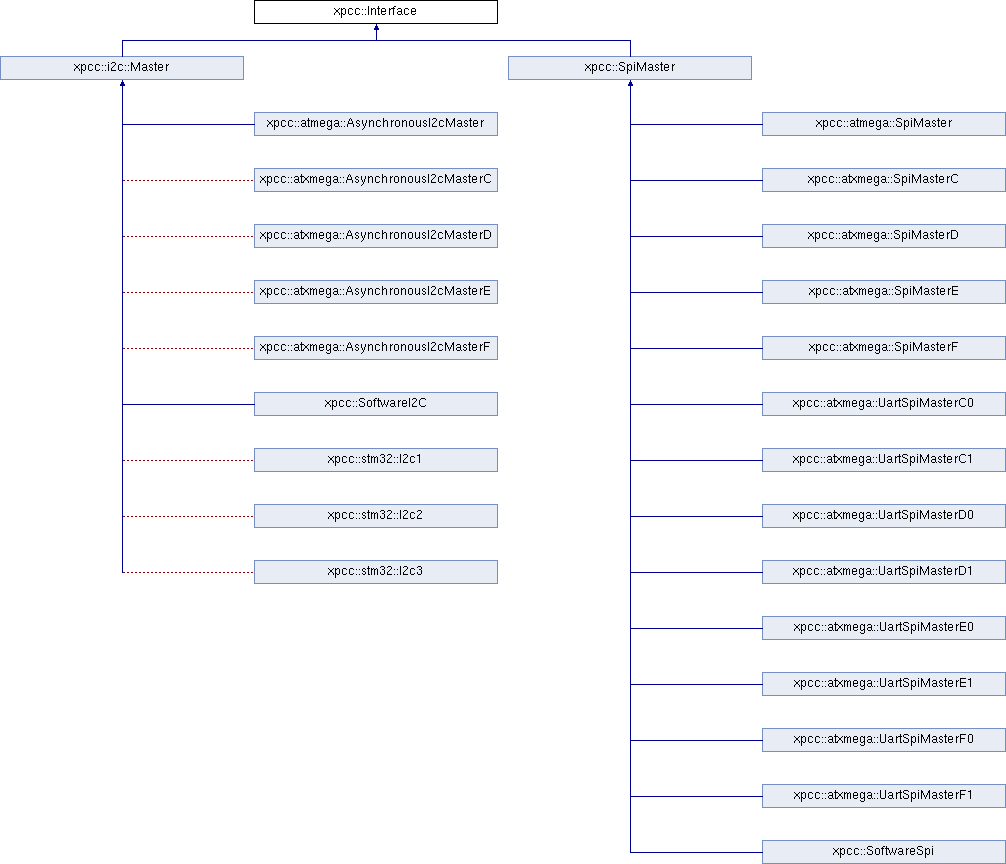 xpcc::Interface
xpcc::i2c::Master
xpcc::SpiMaster
xpcc::atmega::AsynchronousI2cMaster
xpcc::atmega::SpiMaster
xpcc::atxmega::AsynchronousI2cMasterC
xpcc::atxmega::SpiMasterC
xpcc::atxmega::AsynchronousI2cMasterD
xpcc::atxmega::SpiMasterD
xpcc::atxmega::AsynchronousI2cMasterE
xpcc::atxmega::SpiMasterE
xpcc::atxmega::AsynchronousI2cMasterF
xpcc::atxmega::SpiMasterF
xpcc::SoftwareI2C
xpcc::atxmega::UartSpiMasterC0
xpcc::stm32::I2c1
xpcc::atxmega::UartSpiMasterC1
xpcc::stm32::I2c2
xpcc::atxmega::UartSpiMasterD0
xpcc::stm32::I2c3
xpcc::atxmega::UartSpiMasterD1
xpcc::atxmega::UartSpiMasterE0
xpcc::atxmega::UartSpiMasterE1
xpcc::atxmega::UartSpiMasterF0
xpcc::atxmega::UartSpiMasterF1
xpcc::SoftwareSpi